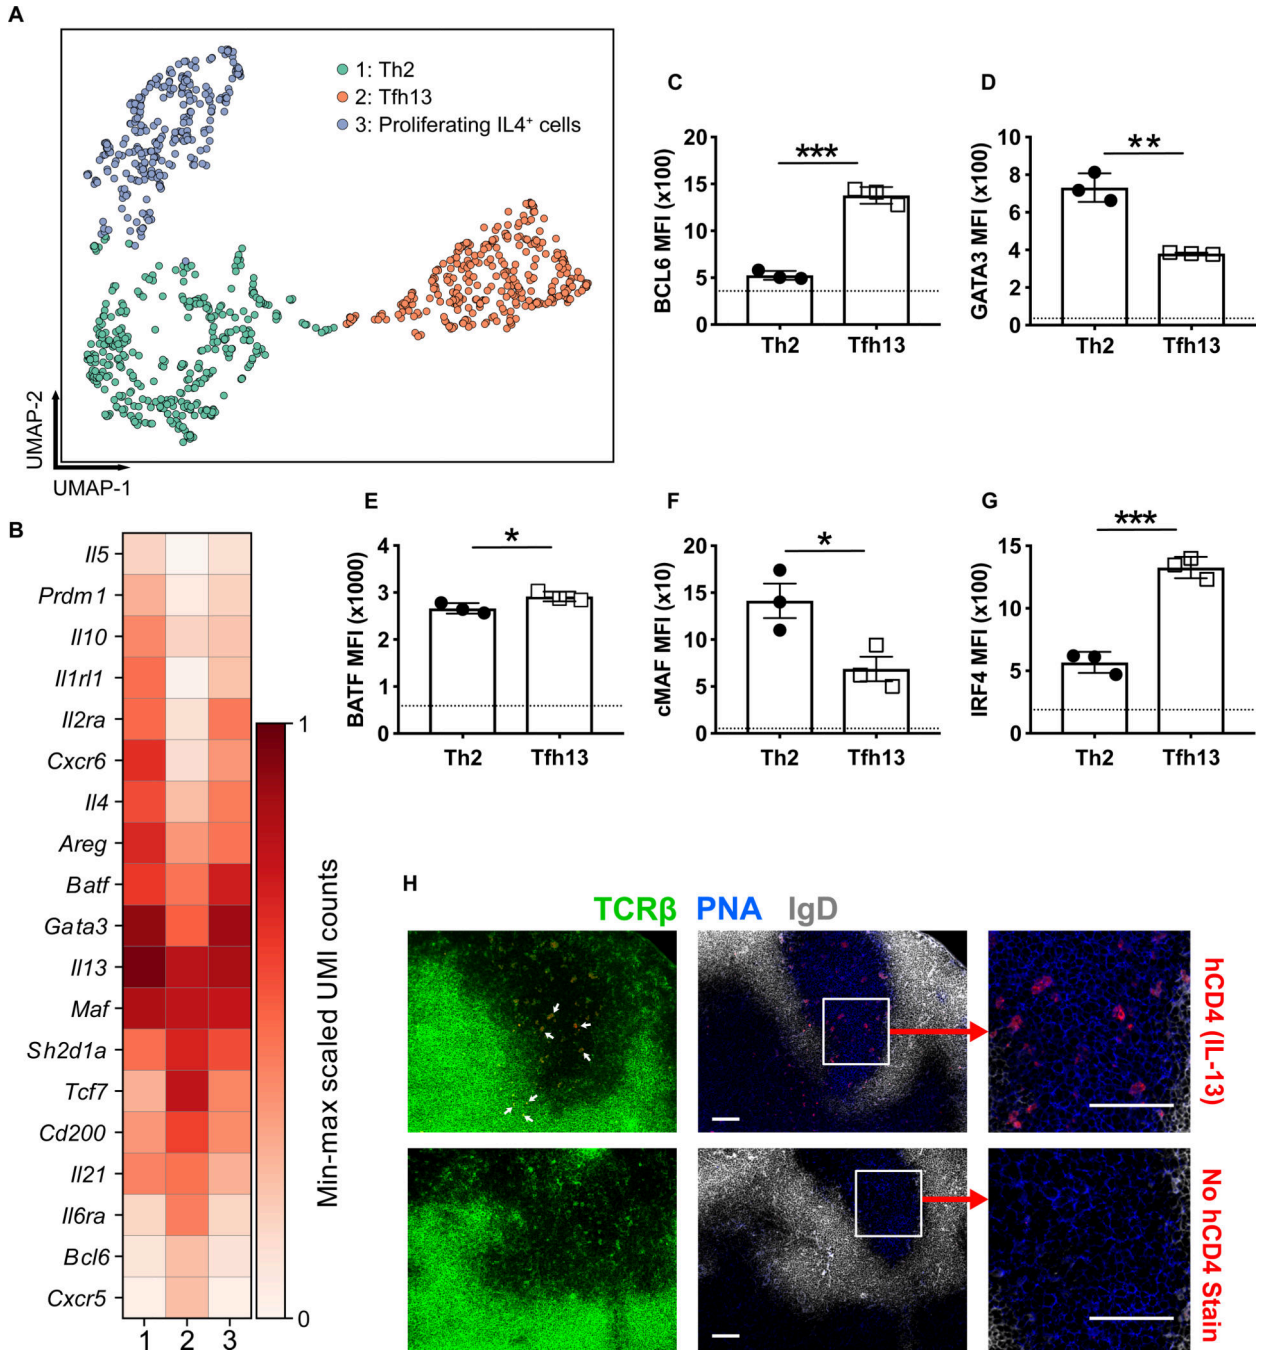 A
1: Th2
2: Tfh13
3: Proliferating IL4⁺ cells
UMAP-2
UMAP-1
B
Il5
Prdm1
Il10
Il1rl1
Il2ra
Cxcr6
Il4
Areg
Batf
Gata3
Il13
Maf
Sh2d1a
Tcf7
Cd200
Il21
Il6ra
Bcl6
Cxcr5
1 2 3
1
0
Min-max scaled UMI counts
C
BCL6 MFI (x100)
20
15
10
5
0
***
Th2 Tfh13
D
GATA3 MFI (x100)
10
8
6
4
2
0
**
Th2 Tfh13
E
BATF MFI (x1000)
4
3
2
1
0
*
Th2 Tfh13
F
cMAF MFI (x10)
20
15
10
5
0
*
Th2 Tfh13
G
IRF4 MFI (x100)
15
10
5
0
***
Th2 Tfh13
H
TCRβ PNA IgD
hCD4 (IL-13)
No hCD4 Stain